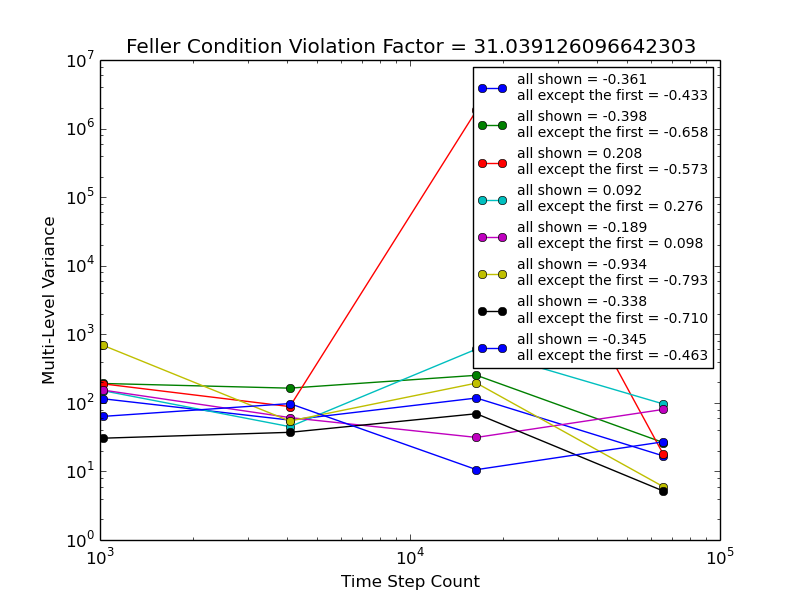 Feller Condition Violation Factor = 31.039126096642303
10^7
10^6
10^5
10^4
10^3
10^2
10^1
10^0
Multi-Level Variance
all shown = -0.361
all except the first = -0.433
all shown = -0.398
all except the first = -0.658
all shown = 0.208
all except the first = -0.573
all shown = 0.092
all except the first = 0.276
all shown = -0.189
all except the first = 0.098
all shown = -0.934
all except the first = -0.793
all shown = -0.338
all except the first = -0.710
all shown = -0.345
all except the first = -0.463
10^3
10^4
10^5
Time Step Count